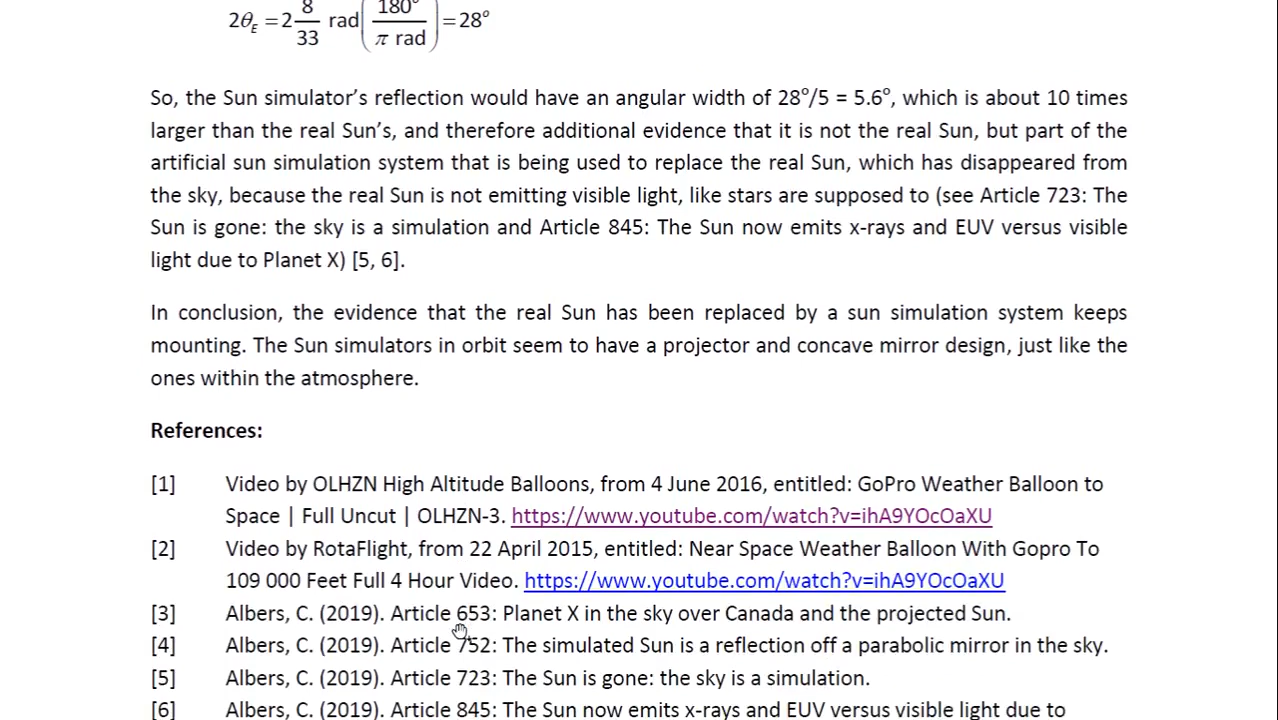 2θE = 2 8/33 rad (180°/π rad) = 28°
So, the Sun simulator’s reflection would have an angular width of 28°/5 = 5.6°, which is about 10 times
larger than the real Sun’s, and therefore additional evidence that it is not the real Sun, but part of the
artificial sun simulation system that is being used to replace the real Sun, which has disappeared from
the sky, because the real Sun is not emitting visible light, like stars are supposed to (see Article 723: The
Sun is gone: the sky is a simulation and Article 845: The Sun now emits x-rays and EUV versus visible
light due to Planet X) [5, 6].
In conclusion, the evidence that the real Sun has been replaced by a sun simulation system keeps
mounting. The Sun simulators in orbit seem to have a projector and concave mirror design, just like the
ones within the atmosphere.
References:
[1] Video by OLHZN High Altitude Balloons, from 4 June 2016, entitled: GoPro Weather Balloon to
Space | Full Uncut | OLHZN-3. https://www.youtube.com/watch?v=ihA9YOcOaXU
[2] Video by RotaFlight, from 22 April 2015, entitled: Near Space Weather Balloon With Gopro To
109 000 Feet Full 4 Hour Video. https://www.youtube.com/watch?v=ihA9YOcOaXU
[3] Albers, C. (2019). Article 653: Planet X in the sky over Canada and the projected Sun.
[4] Albers, C. (2019). Article 752: The simulated Sun is a reflection off a parabolic mirror in the sky.
[5] Albers, C. (2019). Article 723: The Sun is gone: the sky is a simulation.
[6] Albers, C. (2019). Article 845: The Sun now emits x-rays and EUV versus visible light due to